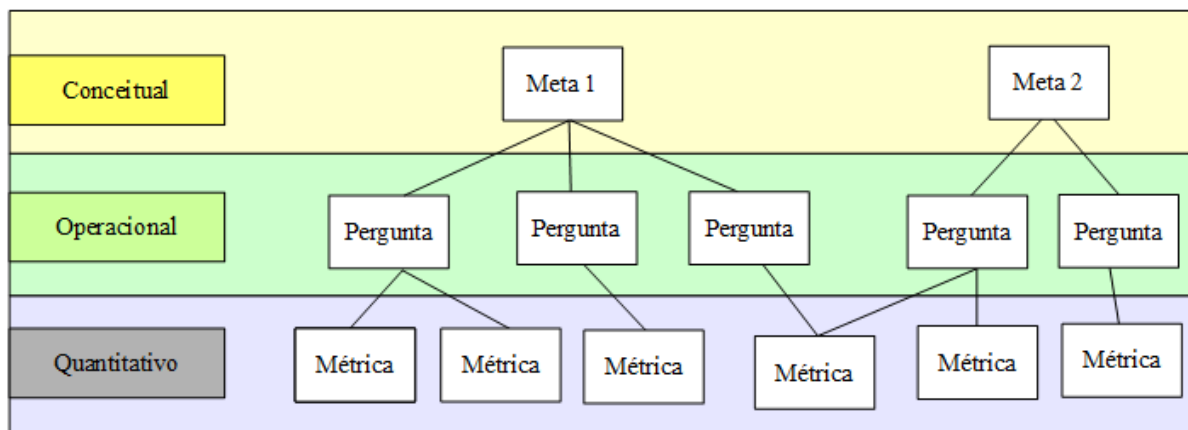 Conceitual
Meta 1
Meta 2
Operacional
Pergunta
Pergunta
Pergunta
Pergunta
Pergunta
Quantitativo
Métrica
Métrica
Métrica
Métrica
Métrica
Métrica